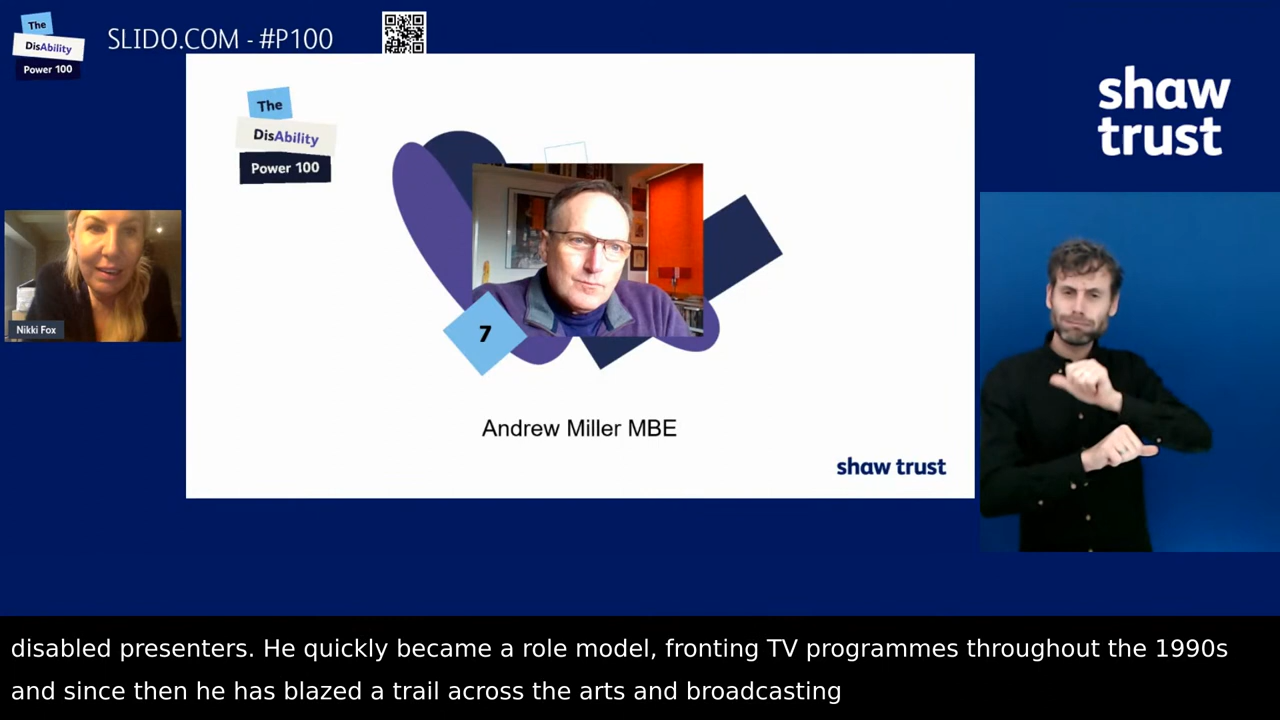 The
DisAbility
Power 100
SLIDO.COM - #P100
shaw
trust
The
DisAbility
Power 100
7
Andrew Miller MBE
shaw trust
Nikki Fox
disabled presenters. He quickly became a role model, fronting TV programmes throughout the 1990s
and since then he has blazed a trail across the arts and broadcasting